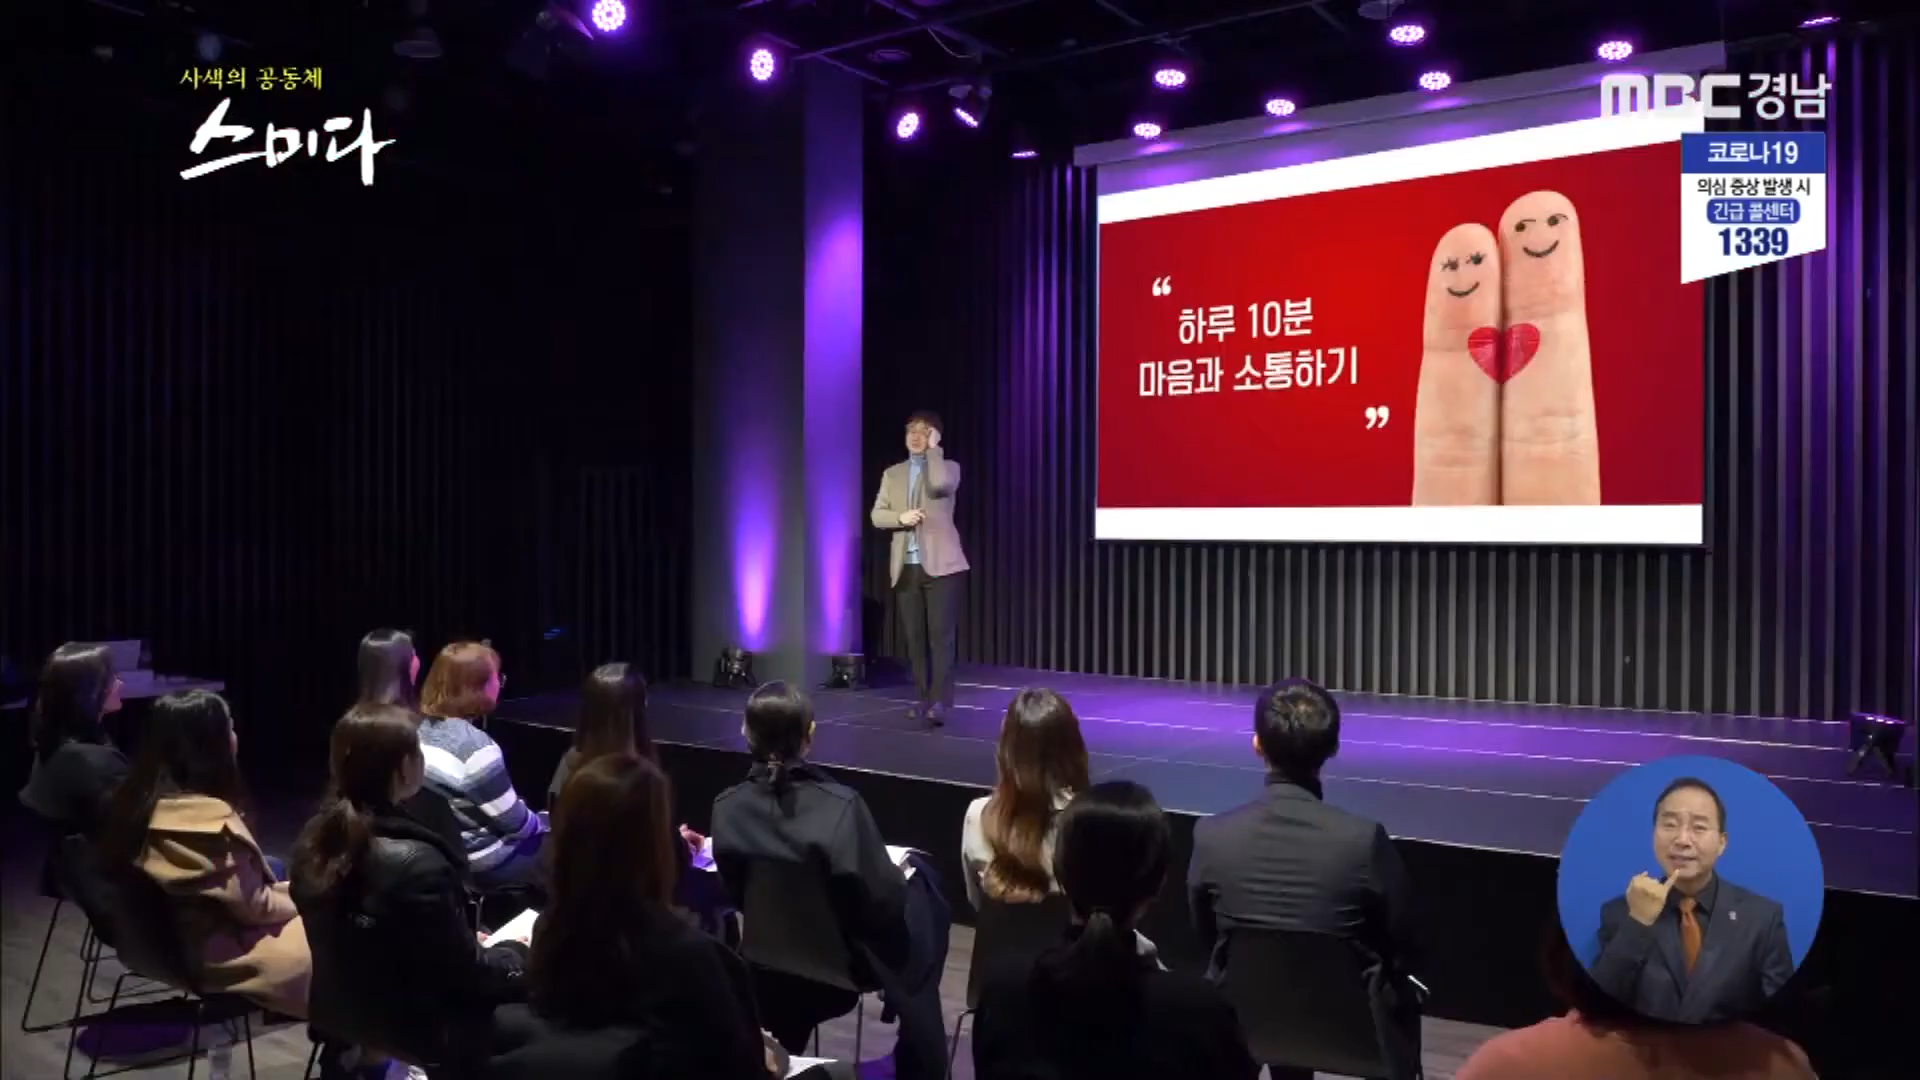 사색의 공동체
스미다
MBC경남
코로나19
의심 증상 발생 시
긴급 콜센터
1339
“
하루 10분
마음과 소통하기
”